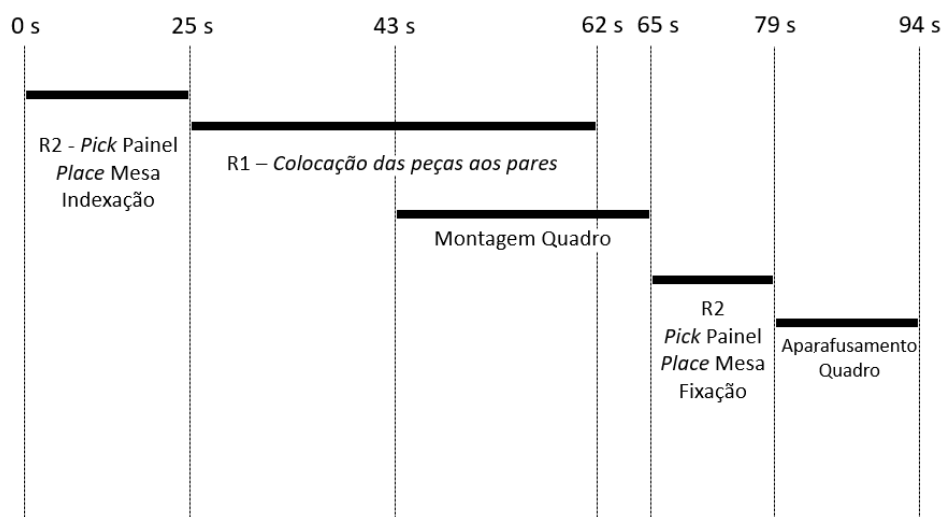 0 s 25 s 43 s 62 s 65 s 79 s 94 s
R2 - Pick Painel
Place Mesa
Indexação
R1 – Colocação das peças aos pares
Montagem Quadro
R2
Pick Painel
Place Mesa
Fixação
Aparafusamento
Quadro